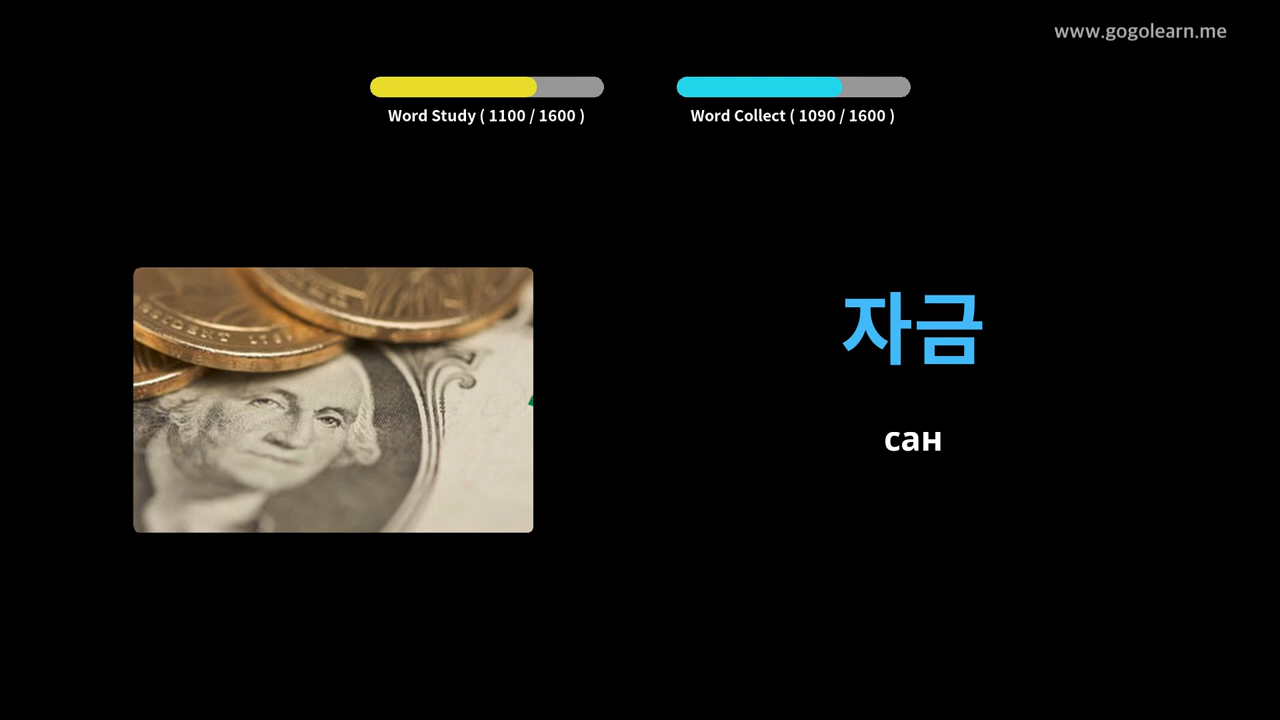 www.gogolearn.me
Word Study ( 1100 / 1600 )
Word Collect ( 1090 / 1600 )
자금
сан